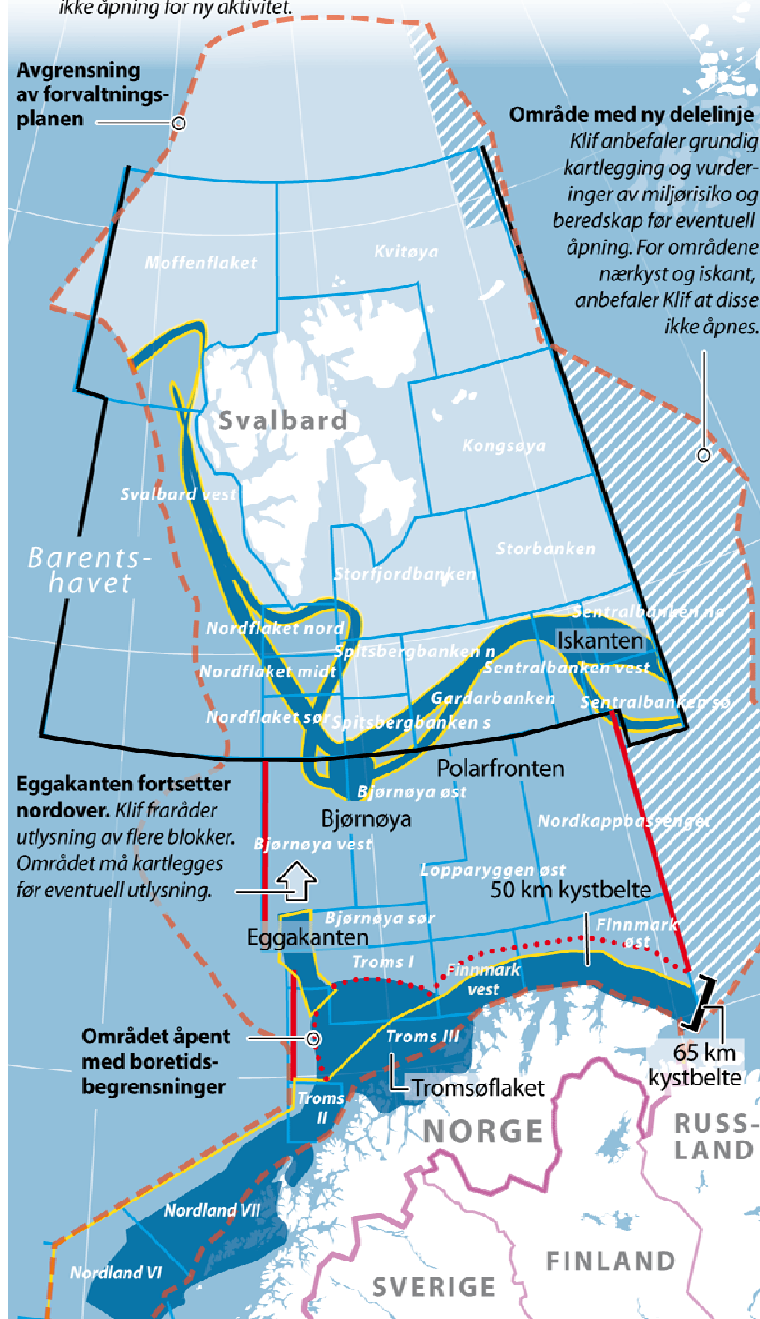 ikke åpning for ny aktivitet.
Avgrensning
av forvaltnings-
planen
Område med ny delelinje
Klif anbefaler grundig
kartlegging og vurder-
inger av miljørisiko og
beredskap før eventuell
åpning. For områdene
nærkyst og iskant,
anbefaler Klif at disse
ikke åpnes.
Moffenflaket
Kvitøya
Svalbard
Kongsøya
Svalbard vest
Barents-
havet
Storbanken
Storfjordbanken
Sentralbanken no
Nordflaket nord
Iskanten
Spitsbergbanken n
Sentralbanken vest
Nordflaket midt
Gardarbanken
Sentralbanken sø
Nordflaket sør
Spitsbergbanken s
Polarfronten
Eggakanten fortsetter
nordover. Klif fraråder
utlysning av flere blokker.
Området må kartlegges
før eventuell utlysning.
Bjørnøya øst
Bjørnøya
Nordkappbassenget
Bjørnøya vest
Lopparyggen øst
50 km kystbelte
Bjørnøya sør
Finnmark
øst
Eggakanten
Troms I
Finnmark
vest
Området åpent
med boretids-
begrensninger
Troms III
65 km
kystbelte
Tromsøflaket
Troms
II
NORGE
RUSS-
LAND
Nordland VII
Nordland VI
FINLAND
SVERIGE